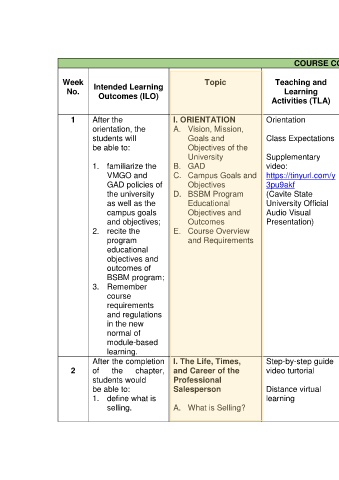 COURSE CO
Week
No.
Intended Learning
Outcomes (ILO)
Topic
Teaching and
Learning
Activities (TLA)
1
After the
orientation, the
students will
be able to:
1. familiarize the
VMGO and
GAD policies of
the university
as well as the
campus goals
and objectives;
2. recite the
program
educational
objectives and
outcomes of
BSBM program;
3. Remember
course
requirements
and regulations
in the new
normal of
module-based
learning.
I. ORIENTATION
A. Vision, Mission,
Goals and
Objectives of the
University
B. GAD
C. Campus Goals and
Objectives
D. BSBM Program
Educational
Objectives and
Outcomes
E. Course Overview
and Requirements
Orientation
Class Expectations
Supplementary
video:
https://tinyurl.com/y
3pu9akf
(Cavite State
University Official
Audio Visual
Presentation)
2
After the completion
of the chapter,
students would
be able to:
1. define what is
selling.
I. The Life, Times,
and Career of the
Professional
Salesperson
A. What is Selling?
Step-by-step guide
video turtorial
Distance virtual
learning